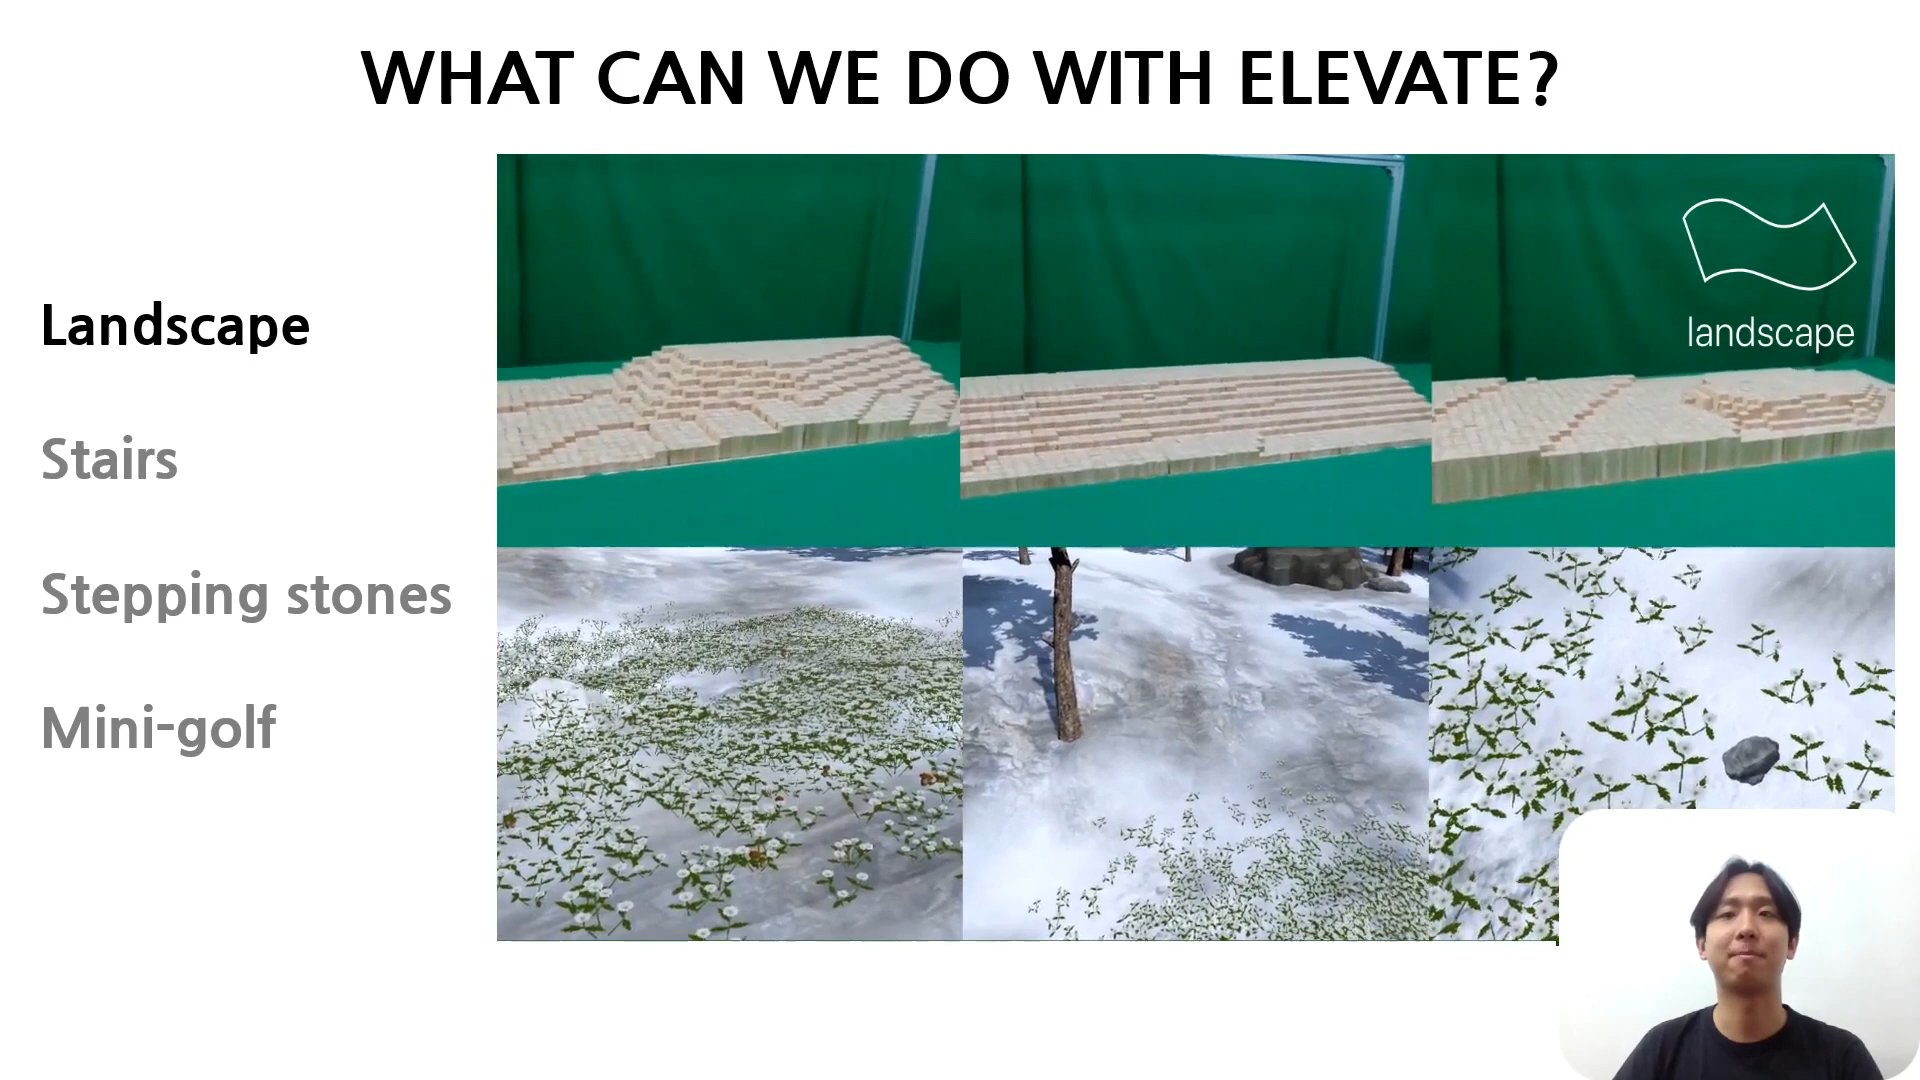 WHAT CAN WE DO WITH ELEVATE?
Landscape
Stairs
Stepping stones
Mini-golf
landscape